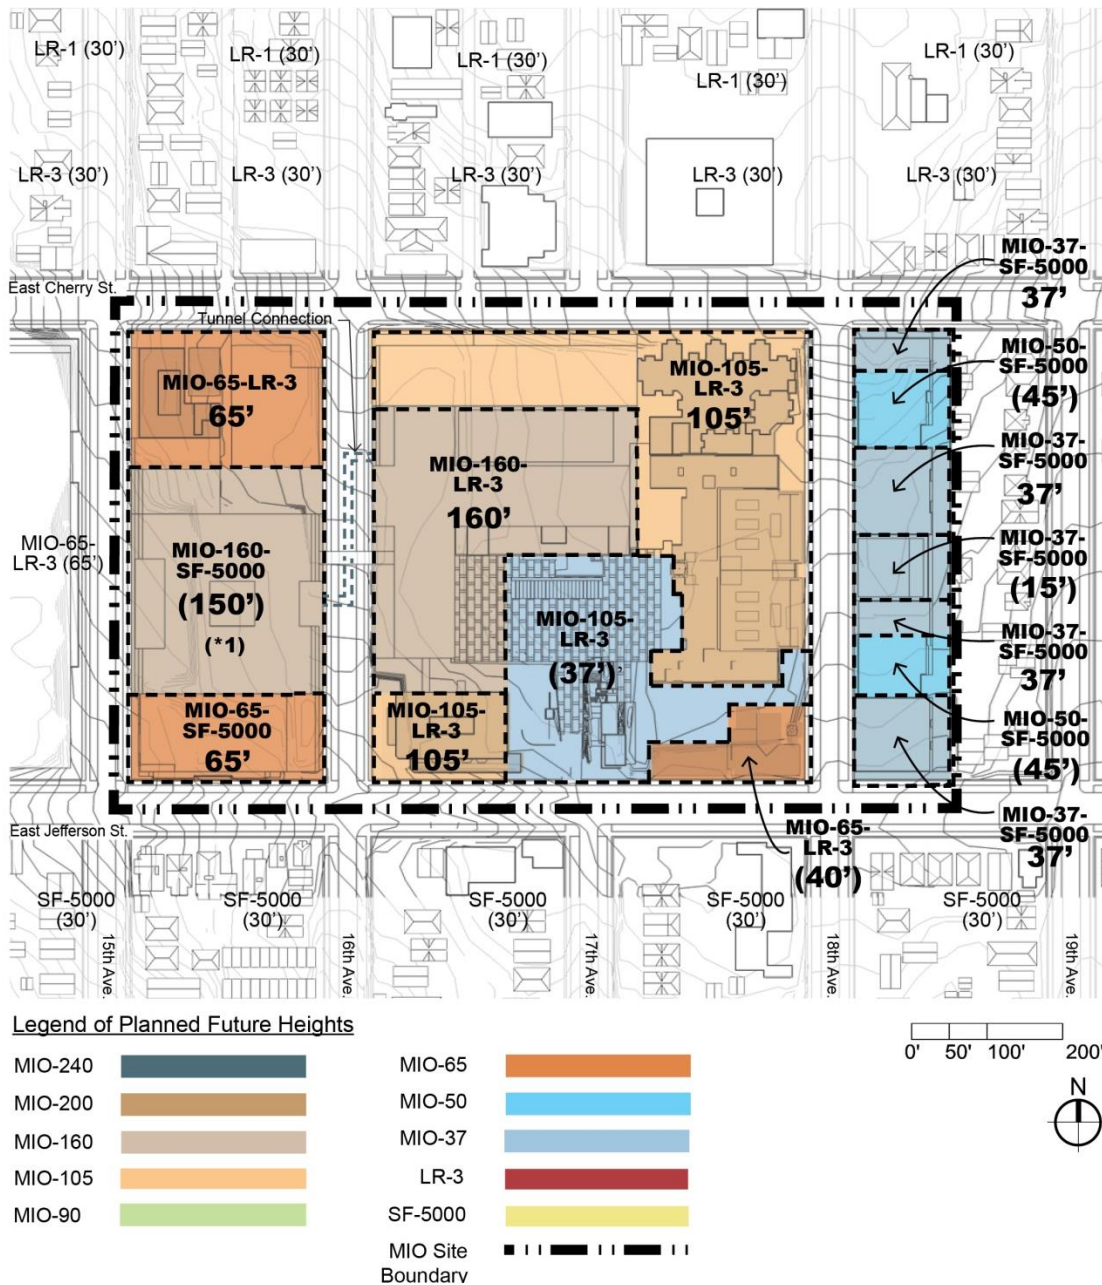 LR-1 (30')
LR-1 (30')
LR-1 (30')
LR-1 (30')
LR-1 (30')
LR-3 (30')
LR-3 (30')
LR-3 (30')
LR-3 (30')
LR-3 (30')
East Cherry St.
Tunnel Connection
MIO-37-
SF-5000
37'
MIO-65-LR-3
65'
MIO-105-
LR-3
105'
MIO-50-
SF-5000
(45')
MIO-160-
LR-3
160'
MIO-37-
SF-5000
37'
MIO-65-
LR-3 (65')
MIO-160-
SF-5000
(150')
(*1)
MIO-37-
SF-5000
(15')
MIO-105-
LR-3
(37')'
MIO-37-
SF-5000
37'
MIO-65-
SF-5000
65'
MIO-105-
LR-3
105'
MIO-50-
SF-5000
(45')
MIO-65-
LR-3
(40')
MIO-37-
SF-5000
37'
East Jefferson St.
SF-5000
(30')
SF-5000
(30')
SF-5000
(30')
SF-5000
(30')
SF-5000
(30')
15th Ave.
16th Ave.
17th Ave.
18th Ave.
19th Ave.
Legend of Planned Future Heights
MIO-240
MIO-200
MIO-160
MIO-105
MIO-90
MIO-65
MIO-50
MIO-37
LR-3
SF-5000
MIO Site
Boundary
0' 50' 100' 200'
N